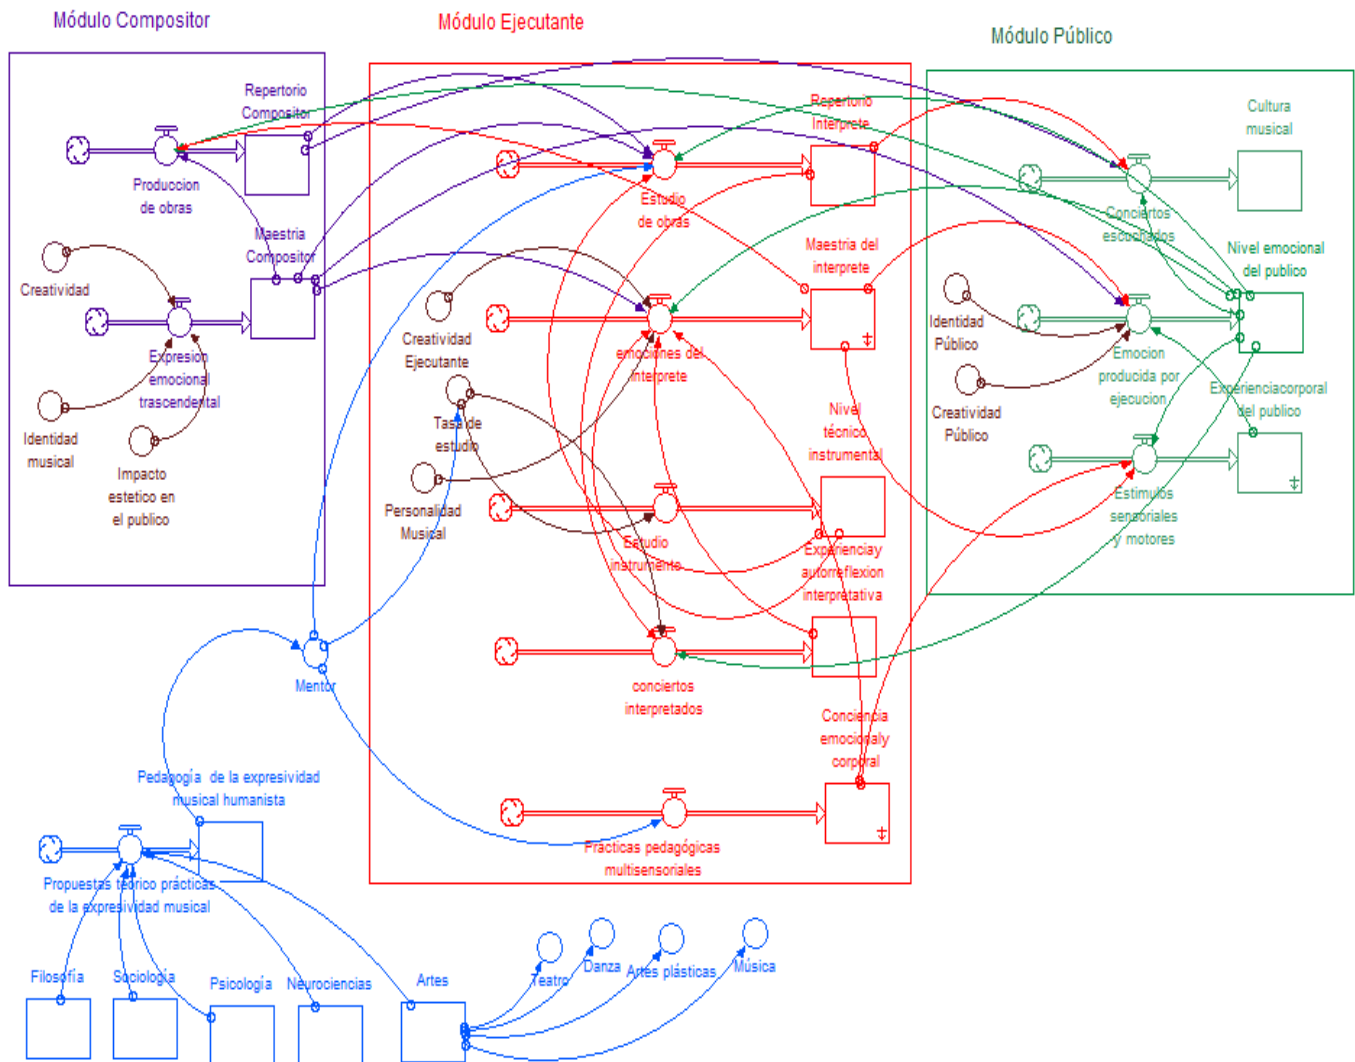 Módulo Compositor
Módulo Ejecutante
Módulo Público
Repertorio
Compositor
Produccion
de obras
Maestria
Compositor
Creatividad
Expresion
emocional
trascendental
Identidad
musical
Impacto
estetico en
el publico
Repertorio
Interprete
Estudio
de obras
Maestria del
interprete
Creatividad
Ejecutante
emociones del
interprete
Tasa de
estudio
Nivel
técnico
instrumental
Personalidad
Musical
Estudio
instrumento
Experiencia y
autorreflexion
interpretativa
conciertos
interpretados
Conciencia
emocional y
corporal
Practicas pedagógicas
multisensoriales
Cultura
musical
Conciertos
escuchados
Nivel emocional
del publico
Identidad
Público
Emocion
producida por
ejecucion
Creatividad
Público
Experienciacorporal
del publico
Estimulos
sensoriales
y motores
Mentor
Pedagogía de la expresividad
musical humanista
Propuestas teórico prácticas
de la expresividad musical
Filosofía
Sociología
Psicología
Neurociencias
Artes
Teatro
Danza
Artes plásticas
Música